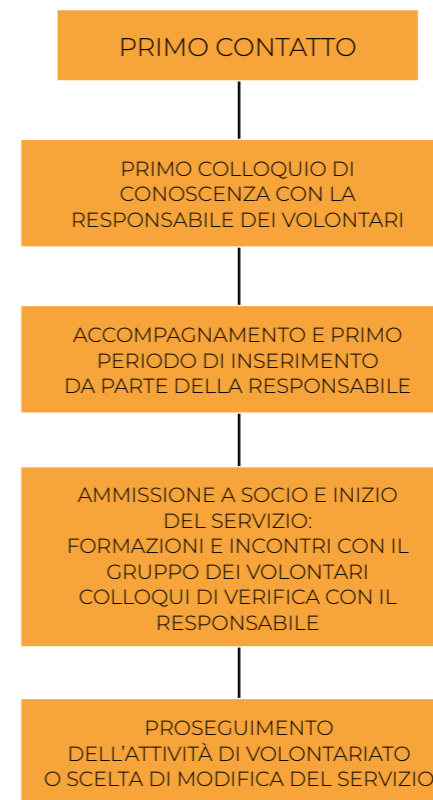 PRIMO CONTATTO
PRIMO COLLOQUIO DI
CONOSCENZA CON LA
RESPONSABILE DEI VOLONTARI
ACCOMPAGNAMENTO E PRIMO
PERIODO DI INSERIMENTO
DA PARTE DELLA RESPONSABILE
AMMISSIONE A SOCIO E INIZIO
DEL SERVIZIO:
FORMAZIONI E INCONTRI CON IL
GRUPPO DEI VOLONTARI
COLLOQUI DI VERIFICA CON IL
RESPONSABILE
PROSEGUIMENTO
DELL'ATTIVITÀ DI VOLONTARIATO
O SCELTA DI MODIFICA DEL SERVIZIO